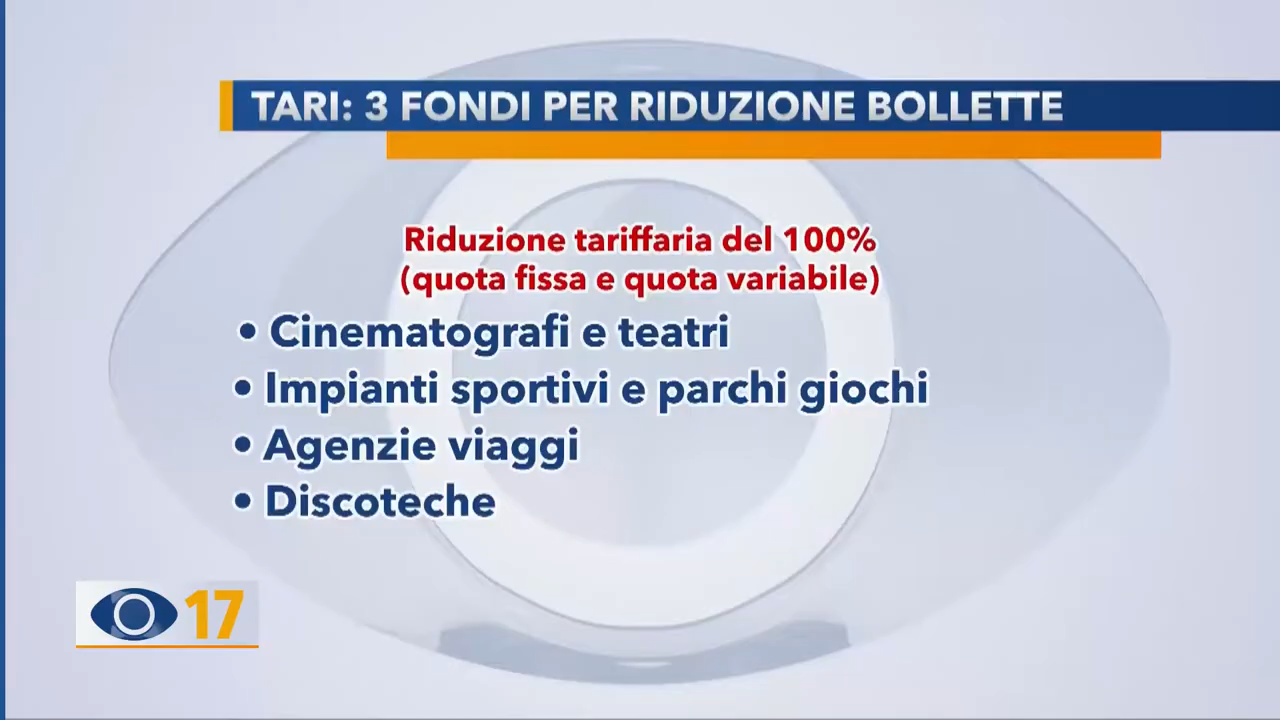 TARI: 3 FONDI PER RIDUZIONE BOLLETTE
Riduzione tariffaria del 100%
(quota fissa e quota variabile)
• Cinematografi e teatri
• Impianti sportivi e parchi giochi
• Agenzie viaggi
• Discoteche
17